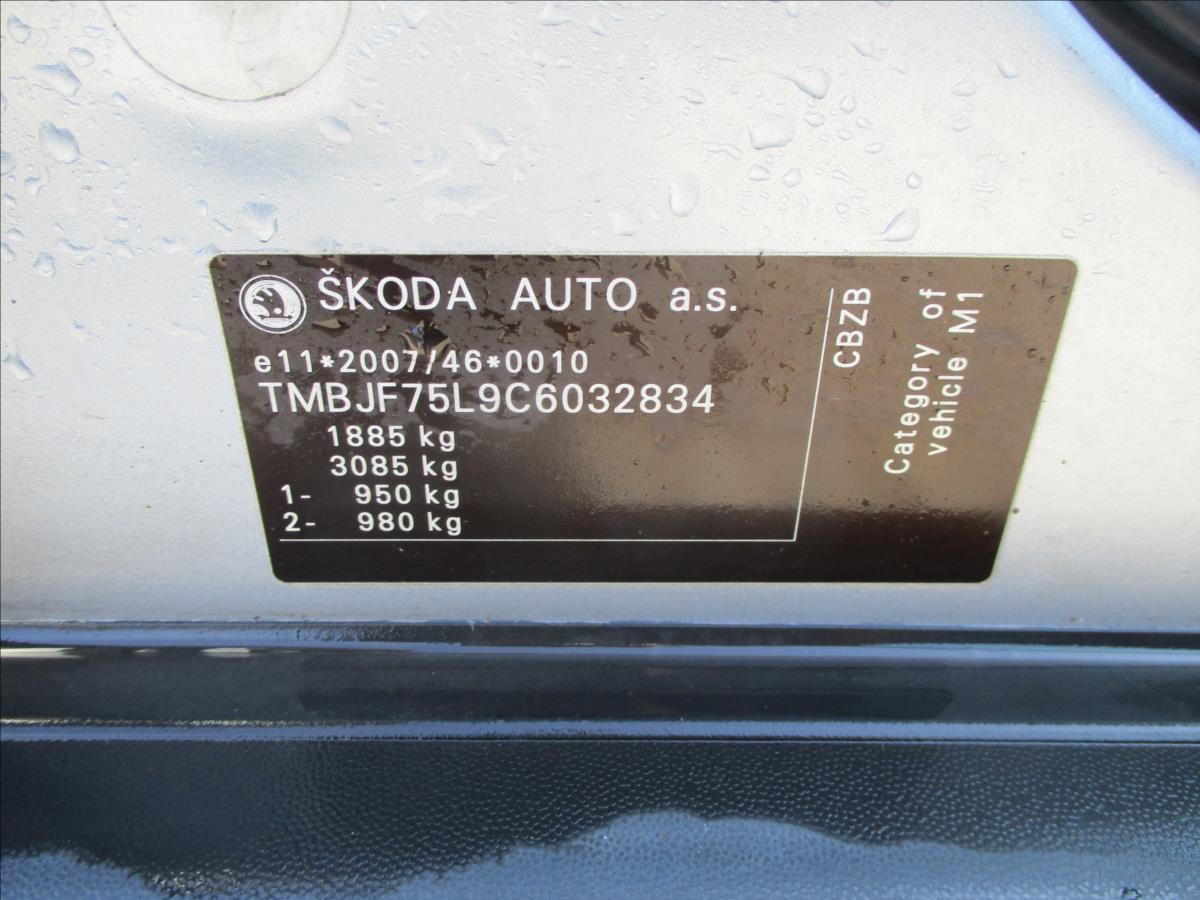 ŠKODA AUTO a.s.
e11*2007/46*0010
TMBJF75L9C6032834
1885 kg
3085 kg
1- 950 kg
2- 980 kg
CBZB
Category of
vehicle M1